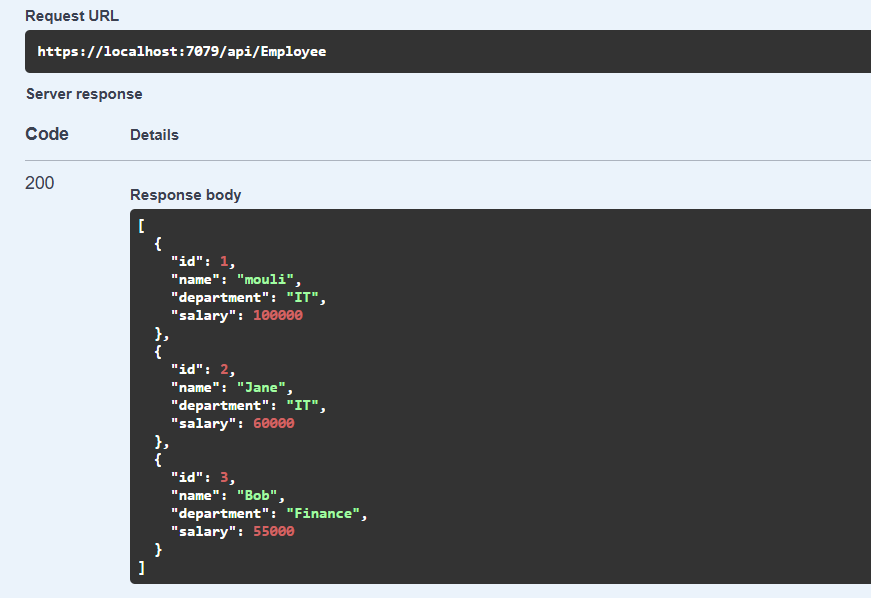 Request URL
https://localhost:7079/api/Employee
Server response
Code Details
200
Response body
[
  {
    "id": 1,
    "name": "mouli",
    "department": "IT",
    "salary": 100000
  },
  {
    "id": 2,
    "name": "Jane",
    "department": "IT",
    "salary": 60000
  },
  {
    "id": 3,
    "name": "Bob",
    "department": "Finance",
    "salary": 55000
  }
]